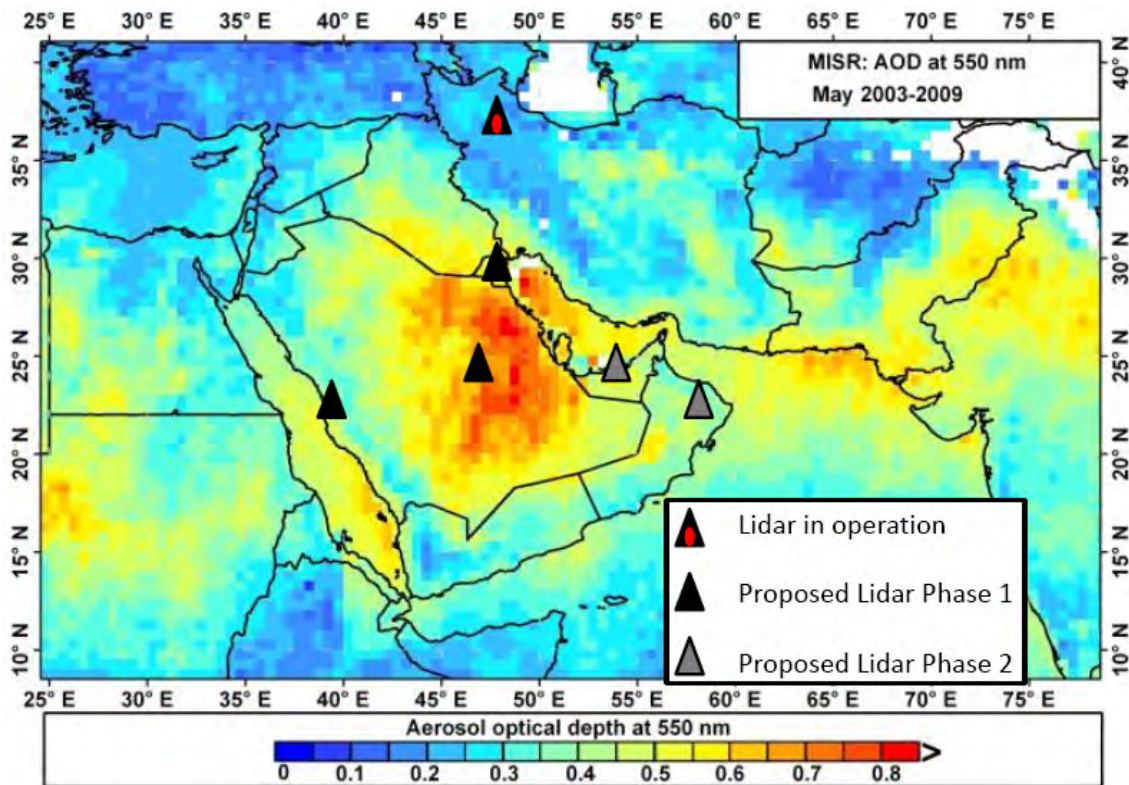 25° E 30° E 35° E 40° E 45° E 50° E 55° E 60° E 65° E 70° E 75° E
MISR: AOD at 550 nm
May 2003-2009
40° N
35° N 35° N
30° N 30° N
25° N 25° N
20° N 20° N
15° N 15° N
10° N 10° N
40° N
Lidar in operation
Proposed Lidar Phase 1
Proposed Lidar Phase 2
25° E 30° E 35° E 40° E 45° E 50° E 55° E 60° E 65° E 70° E 75° E
Aerosol optical depth at 550 nm
0 0.1 0.2 0.3 0.4 0.5 0.6 0.7 0.8